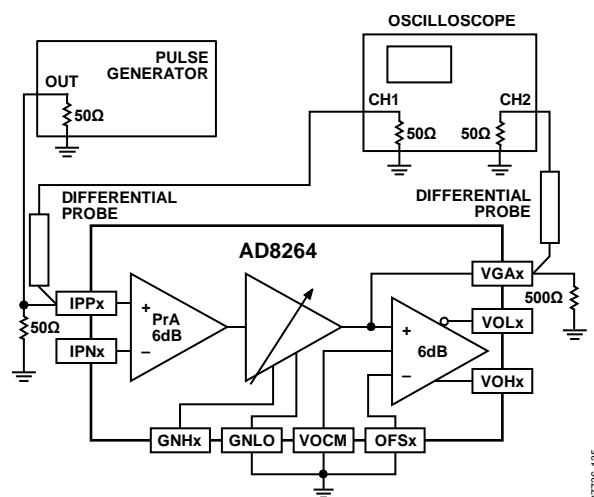 OSCILLOSCOPE
PULSE
GENERATOR
OUT
50Ω
CH1
CH2
50Ω
50Ω
DIFFERENTIAL
PROBE
DIFFERENTIAL
PROBE
AD8264
VGAx
IPPx
+
PrA
6dB
–
+
6dB
–
500Ω
50Ω
VOLx
IPNx
VOHx
GNHx
GNLO
VOCM
OFSx